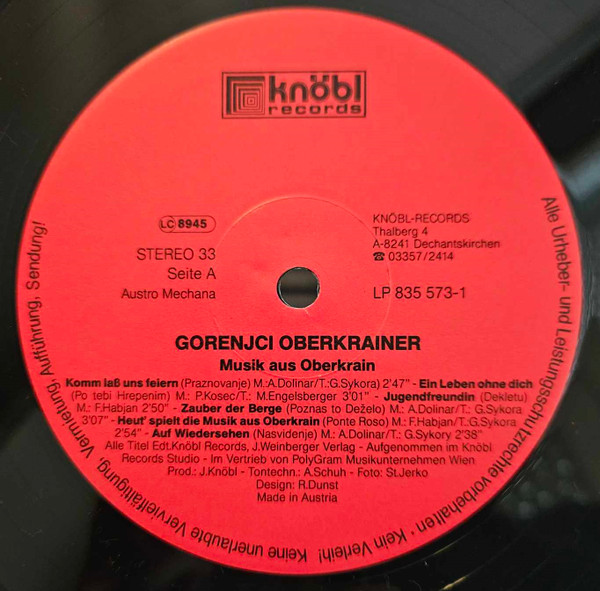 knöbl
records
LC 8945
STEREO 33
Seite A
Austro Mechana
KNÖBL-RECORDS
Thalberg 4
A-8241 Dechantskirchen
☎ 03357/2414
LP 835 573-1
GORENJCI OBERKRAINER
Musik aus Oberkrain
Komm laß uns feiern (Praznovanje) M.:A.Dolinar/T.:G.Sykora) 2'47" - Ein Leben ohne dich
(Po tebi Hrepenim) M.: P.Kosec/T.: M.Engelsberger 3'01" - Jugendfreundin (Dekletu)
M.: F.Habjan 2'50" - Zauber der Berge (Poznas to Deželo) M.: A.Dolinar/T.: G.Sykora
3'07" - Heut' spielt die Musik aus Oberkrain (Ponte Roso) M.: F.Habjan/T.: G.Sykora
2'54" - Auf Wiedersehen (Nasvidenje) M.: A.Dolinar/T.: G.Sykory 2'38"
Alle Titel Edt.Knöbl Records, J.Weinberger Verlag - Aufgenommen im Knöbl
Records Studio - Im Vertrieb von PolyGram Musikunternehmen Wien
Prod.: J.Knöbl - Tontechn.: A.Schuh - Foto: St.Jerko
Design: R.Dunst
Made in Austria
Alle Urheber- und Leistungsschutzrechte vorbehalten · Kein Verleih! Keine unerlaubte Vervielfältigung, Vermietung, Aufführung, Sendung!